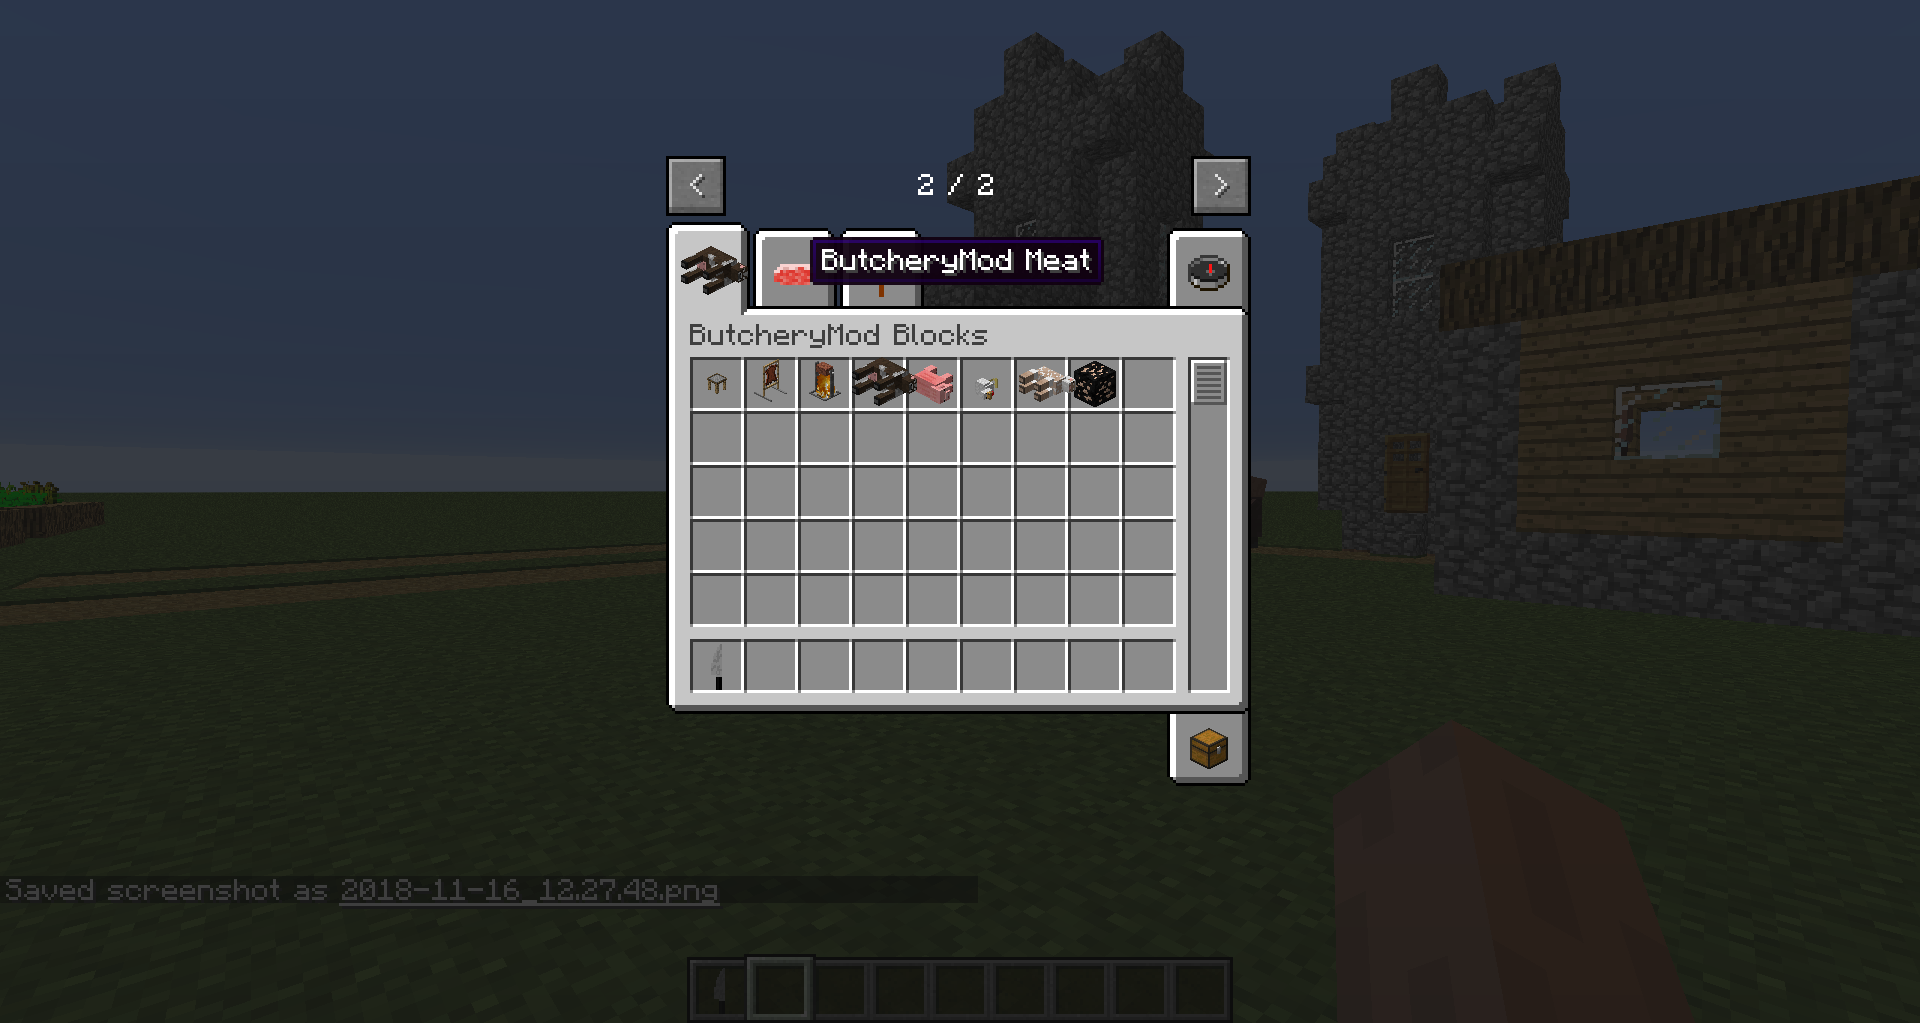 2 / 2
ButcheryMod Meat
ButcheryMod Blocks
Saved screenshot as 2018-11-16_12.27.48.png